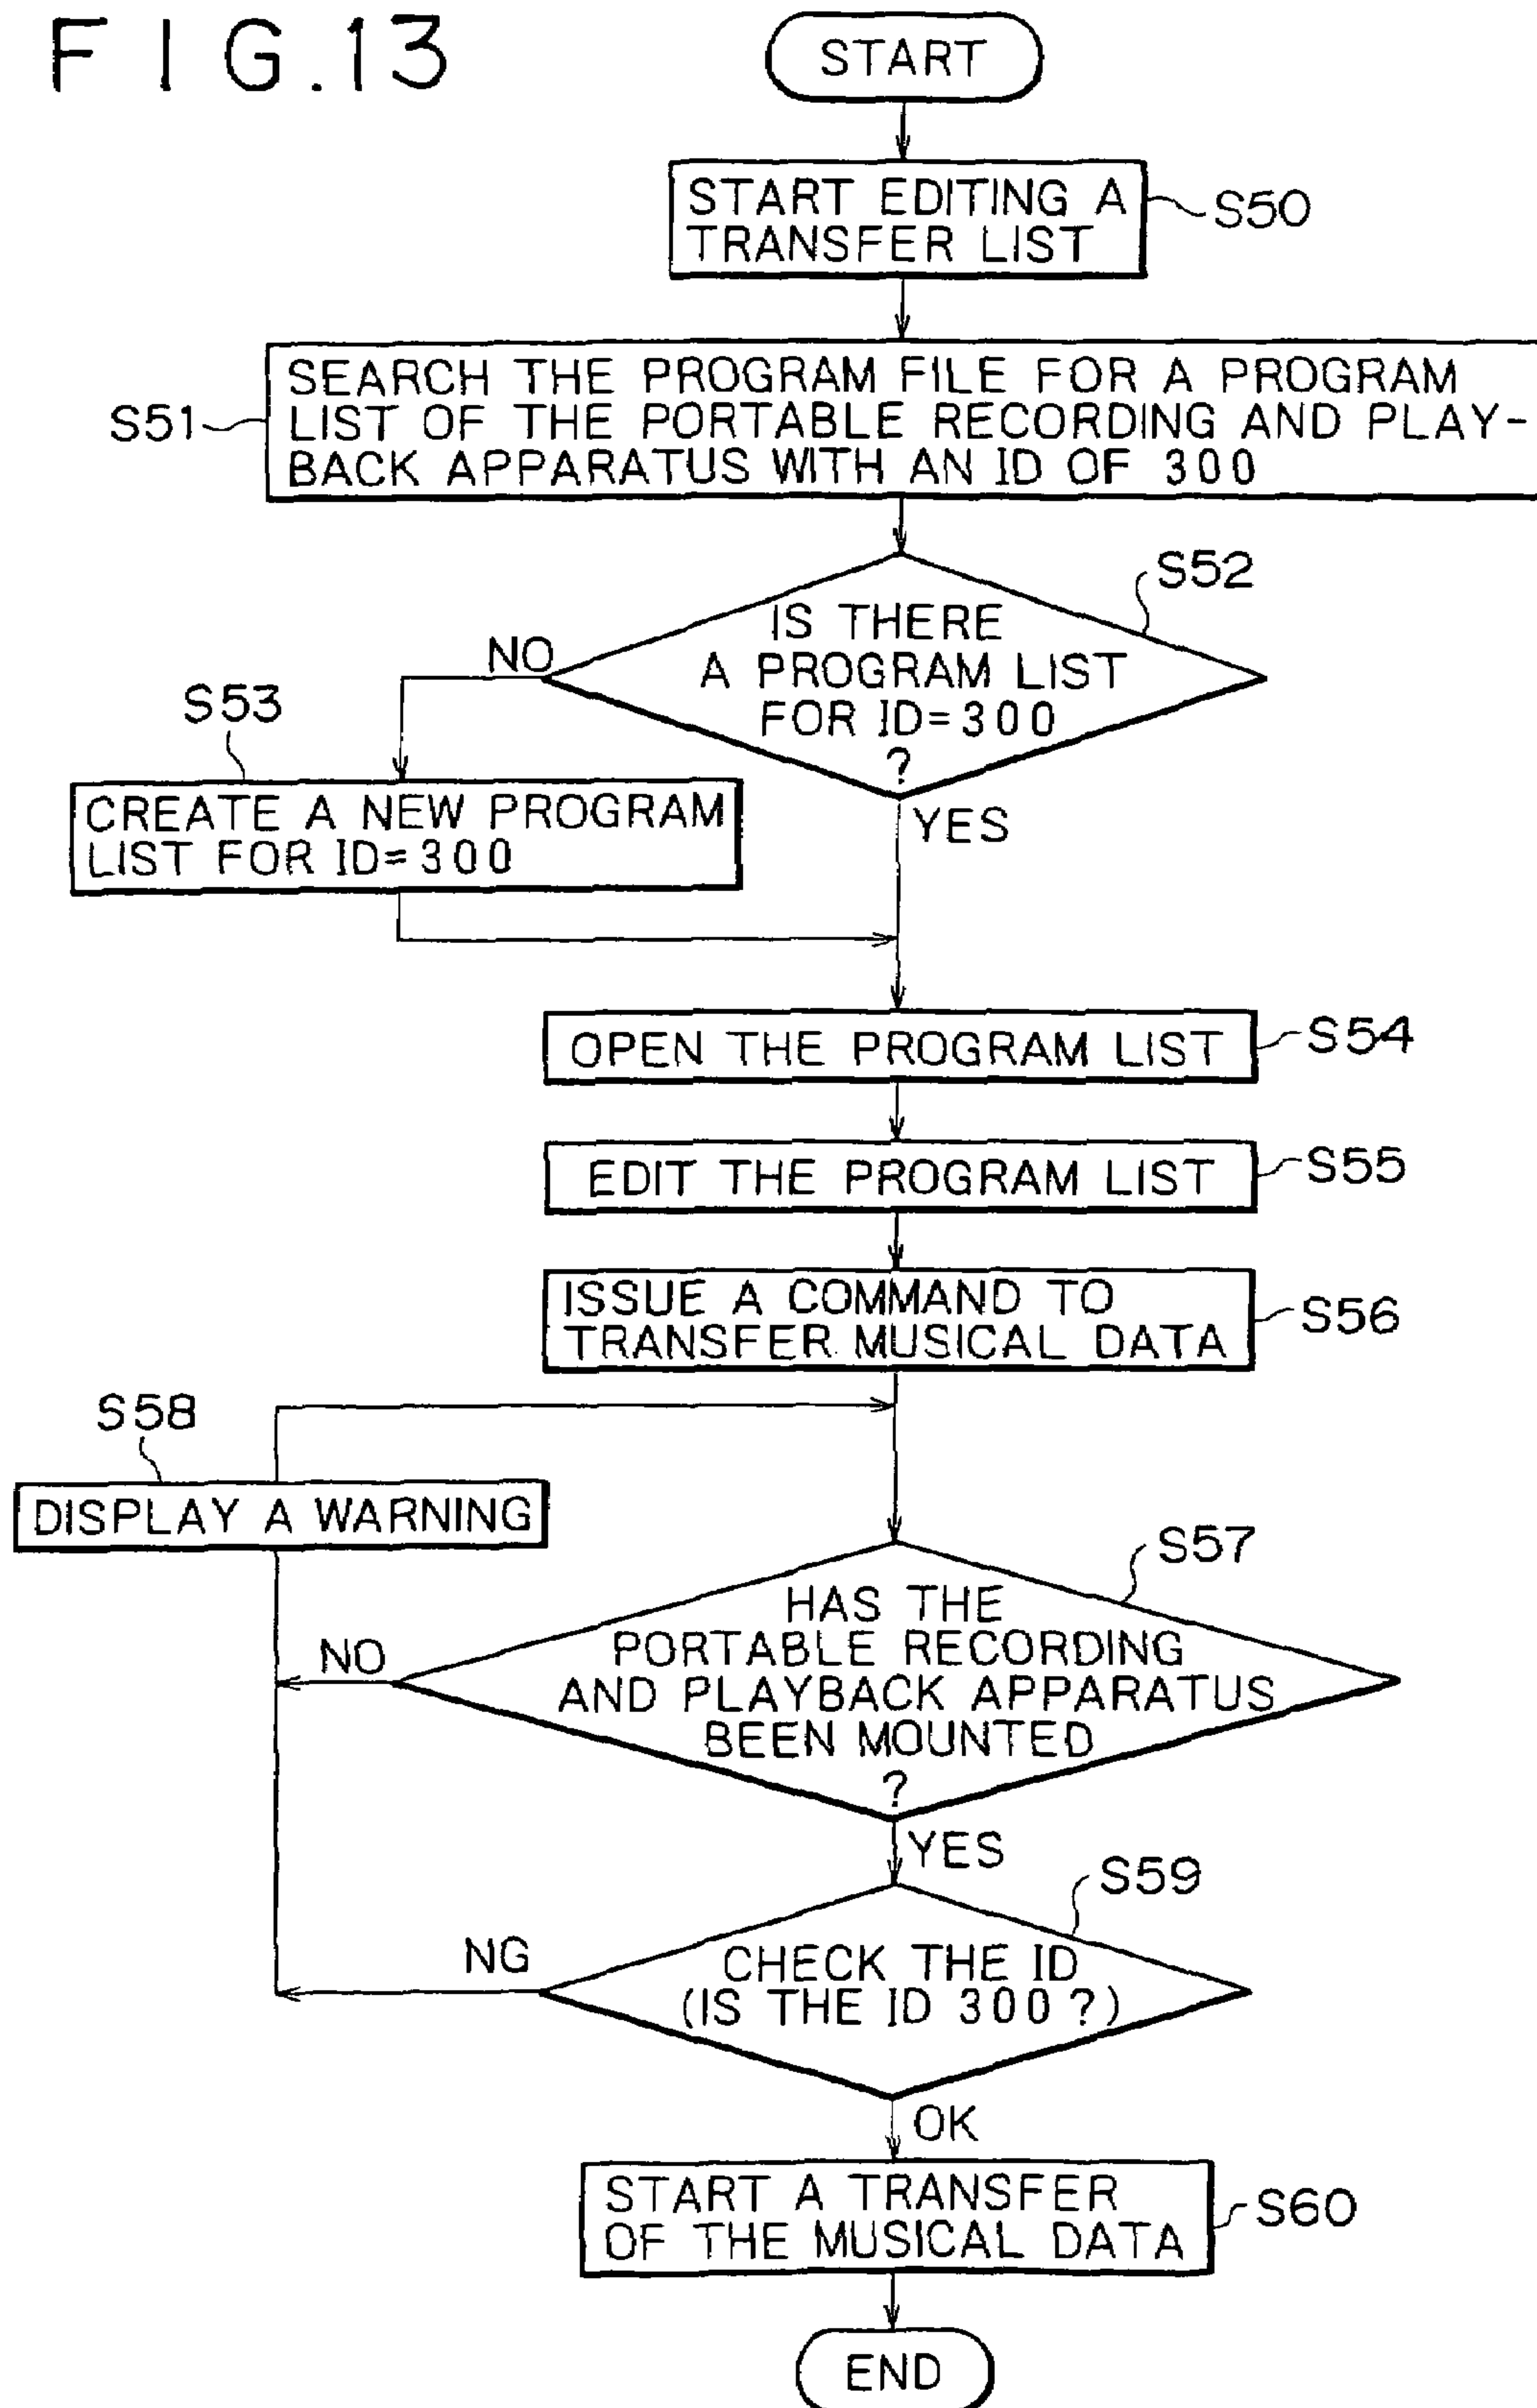 FIG.13
START
START EDITING A
TRANSFER LIST
S50
SEARCH THE PROGRAM FILE FOR A PROGRAM
S51
LIST OF THE PORTABLE RECORDING AND PLAY-
BACK APPARATUS WITH AN ID OF 300
S52
IS THERE
A PROGRAM LIST
FOR ID=300
?
NO
YES
S53
CREATE A NEW PROGRAM
LIST FOR ID=300
OPEN THE PROGRAM LIST
S54
EDIT THE PROGRAM LIST
S55
ISSUE A COMMAND TO
TRANSFER MUSICAL DATA
S56
S58
DISPLAY A WARNING
S57
HAS THE
PORTABLE RECORDING
AND PLAYBACK APPARATUS
BEEN MOUNTED
?
NO
YES
S59
CHECK THE ID
(IS THE ID 300?)
NG
OK
START A TRANSFER
OF THE MUSICAL DATA
S60
END